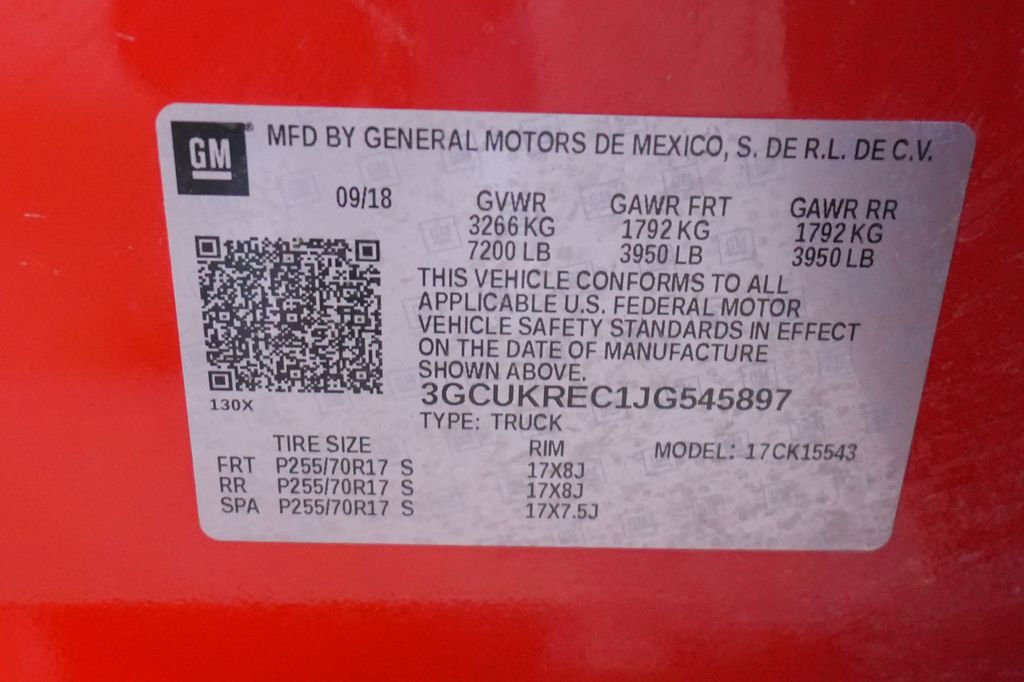 GM® MFD BY GENERAL MOTORS DE MEXICO, S. DE R.L. DE C.V.
09/18 GVWR GAWR FRT GAWR RR
3266 KG 1792 KG 1792 KG
7200 LB 3950 LB 3950 LB
THIS VEHICLE CONFORMS TO ALL
APPLICABLE U.S. FEDERAL MOTOR
VEHICLE SAFETY STANDARDS IN EFFECT
ON THE DATE OF MANUFACTURE
SHOWN ABOVE.
3GCUKREC1JG545897
130X
TYPE: TRUCK
TIRE SIZE RIM MODEL: 17CK15543
FRT P255/70R17 S 17X8J
RR P255/70R17 S 17X8J
SPA P255/70R17 S 17X7.5J